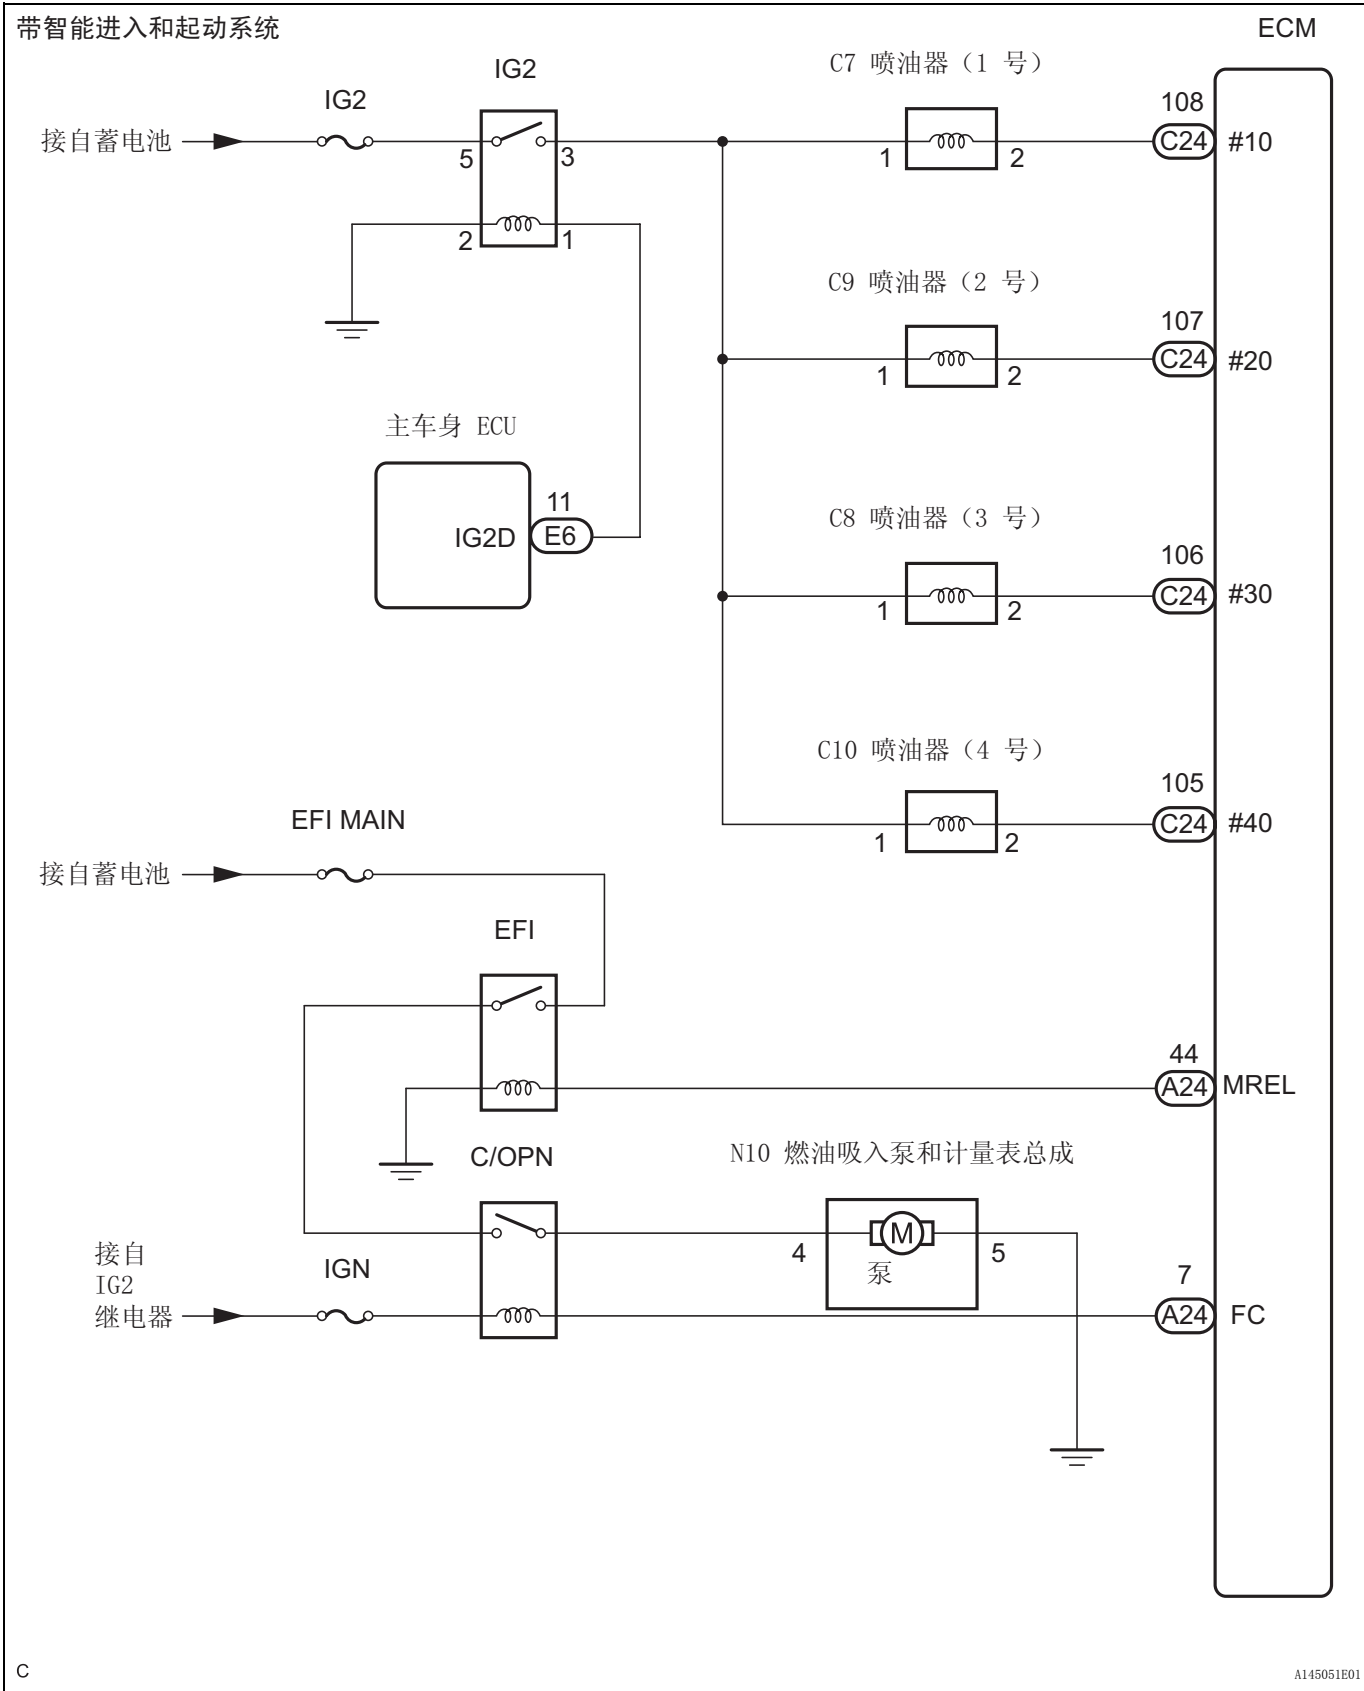 带智能进入和起动系统
ECM
C7 喷油器（1 号）
IG2
IG2
108
接自蓄电池
C24
#10
5
3
1
2
2
1
C9 喷油器（2 号）
107
C24
#20
1
2
主车身 ECU
C8 喷油器（3 号）
11
IG2D
E6
106
C24
#30
1
2
C10 喷油器（4 号）
105
EFI MAIN
C24
#40
1
2
接自蓄电池
EFI
44
A24
MREL
C/OPN
N10 燃油吸入泵和计量表总成
M
4
5
泵
接自
IG2
继电器
IGN
7
A24
FC
C
A145051E01